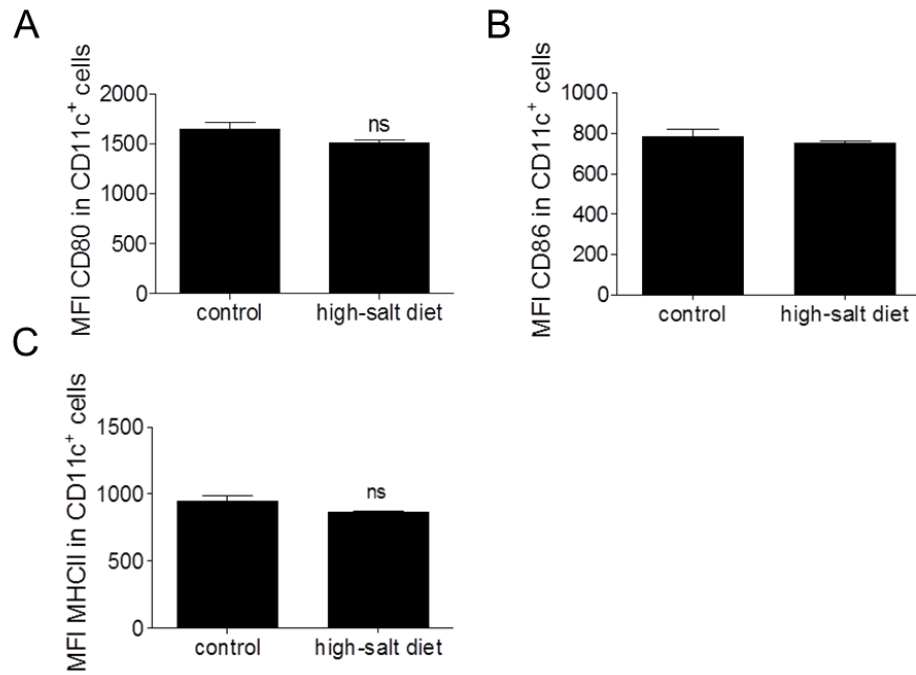 A
MFI CD80 in CD11c⁺ cells
2000
1500
1000
500
0
ns
control
high-salt diet
B
MFI CD86 in CD11c⁺ cells
1000
800
600
400
200
0
control
high-salt diet
C
MFI MHCII in CD11c⁺ cells
1500
1000
500
0
ns
control
high-salt diet